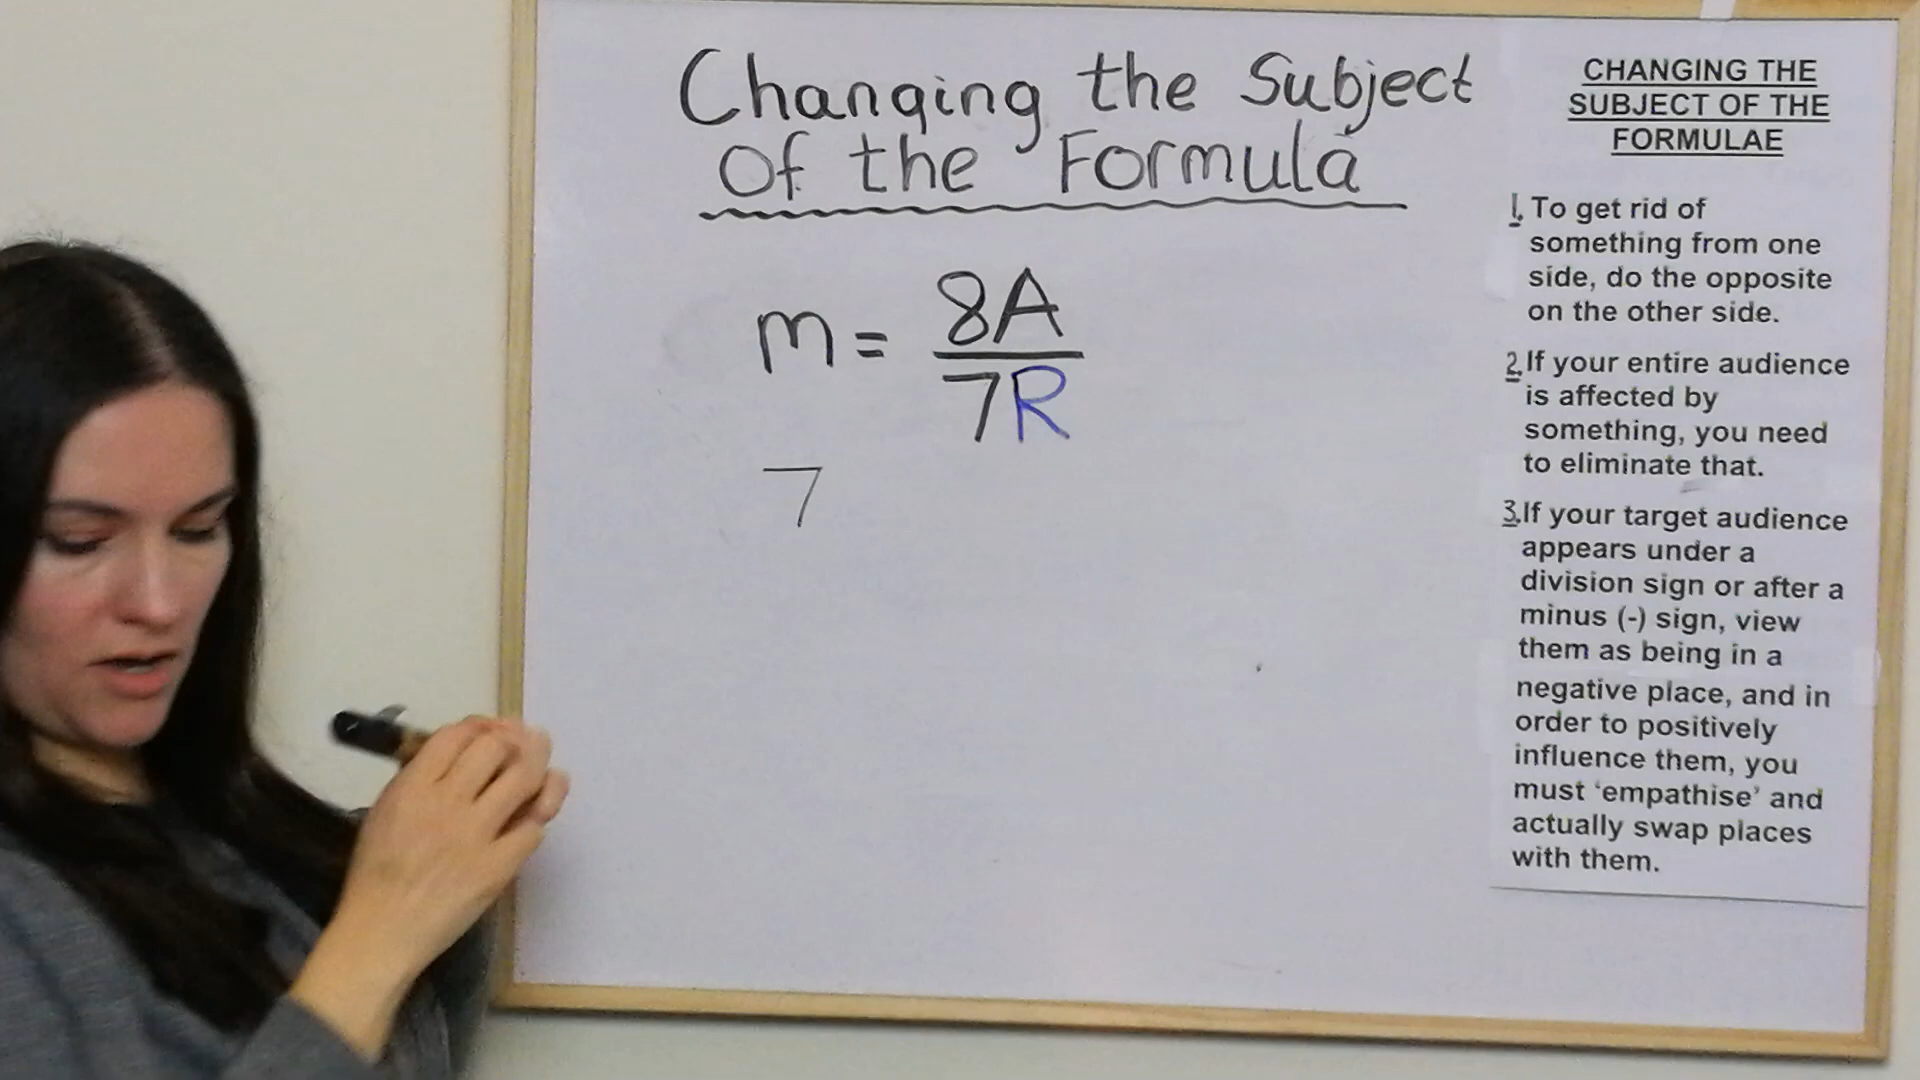 Changing the Subject
Of the Formula
m = 8A / 7R
7
CHANGING THE
SUBJECT OF THE
FORMULAE
1. To get rid of
something from one
side, do the opposite
on the other side.
2. If your entire audience
is affected by
something, you need
to eliminate that.
3. If your target audience
appears under a
division sign or after a
minus (-) sign, view
them as being in a
negative place, and in
order to positively
influence them, you
must ‘empathise’ and
actually swap places
with them.